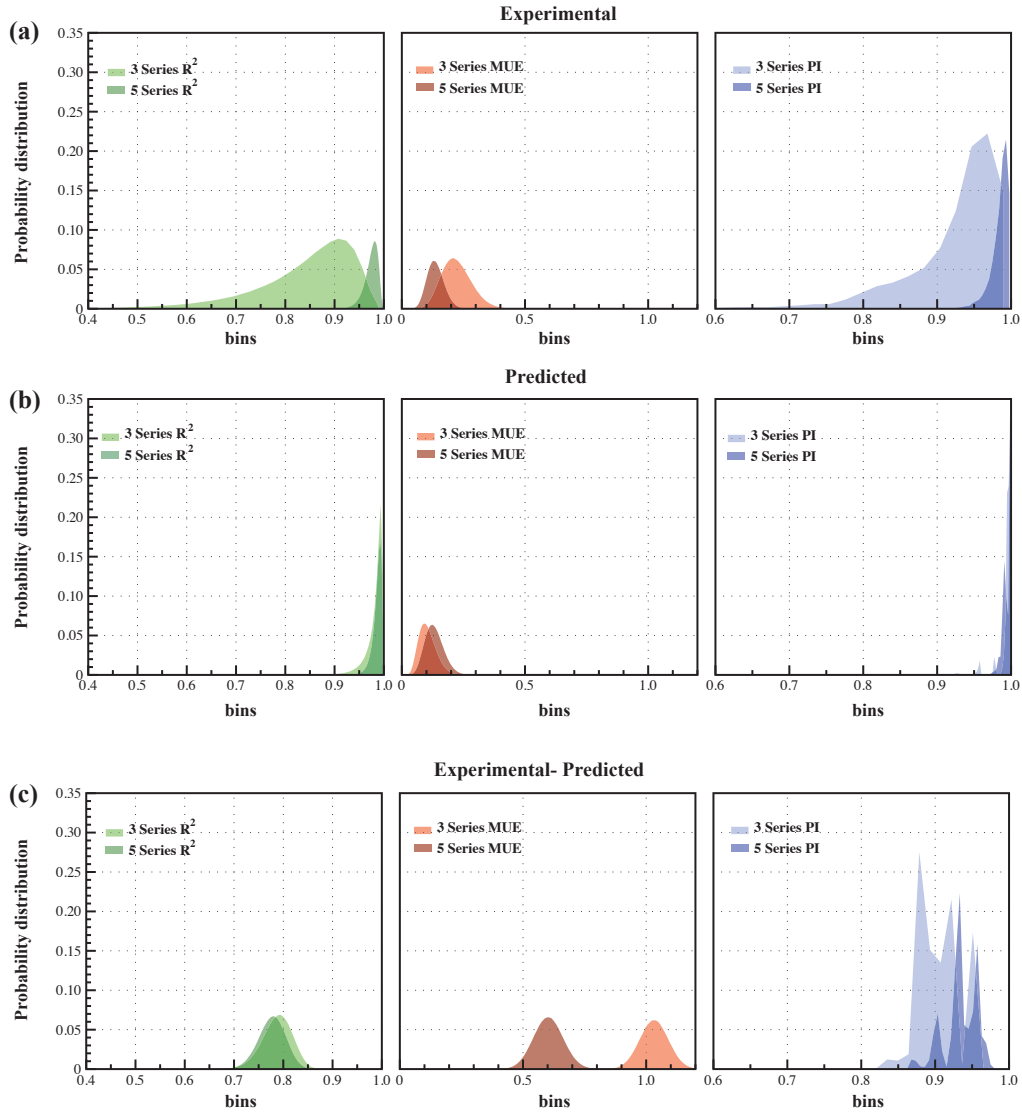 Experimental
(a)
0.35
0.30
0.25
0.20
0.15
0.10
0.05
0
Probability distribution
3 Series R²
5 Series R²
0.4 0.5 0.6 0.7 0.8 0.9 1.0
bins
3 Series MUE
5 Series MUE
0 0.5 1.0
bins
3 Series PI
5 Series PI
0.6 0.7 0.8 0.9 1.0
bins
Predicted
(b)
0.35
0.30
0.25
0.20
0.15
0.10
0.05
0
Probability distribution
3 Series R²
5 Series R²
0.4 0.5 0.6 0.7 0.8 0.9 1.0
bins
3 Series MUE
5 Series MUE
0 0.5 1.0
bins
3 Series PI
5 Series PI
0.6 0.7 0.8 0.9 1.0
bins
Experimental- Predicted
(c)
0.35
0.30
0.25
0.20
0.15
0.10
0.05
0
Probability distribution
3 Series R²
5 Series R²
0.4 0.5 0.6 0.7 0.8 0.9 1.0
bins
3 Series MUE
5 Series MUE
0 0.5 1.0
bins
3 Series PI
5 Series PI
0.6 0.7 0.8 0.9 1.0
bins